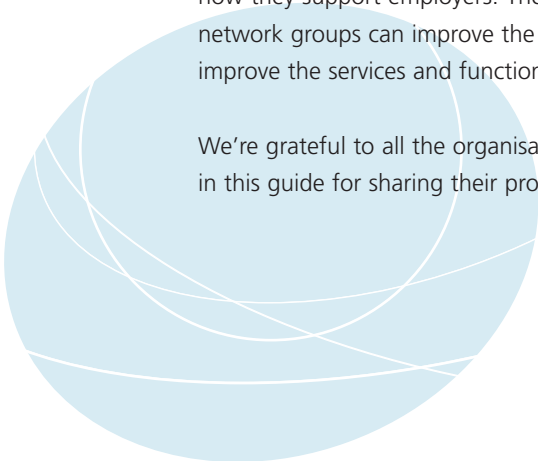 how they support employers. The
network groups can improve the
improve the services and function
We're grateful to all the organisa
in this guide for sharing their pro